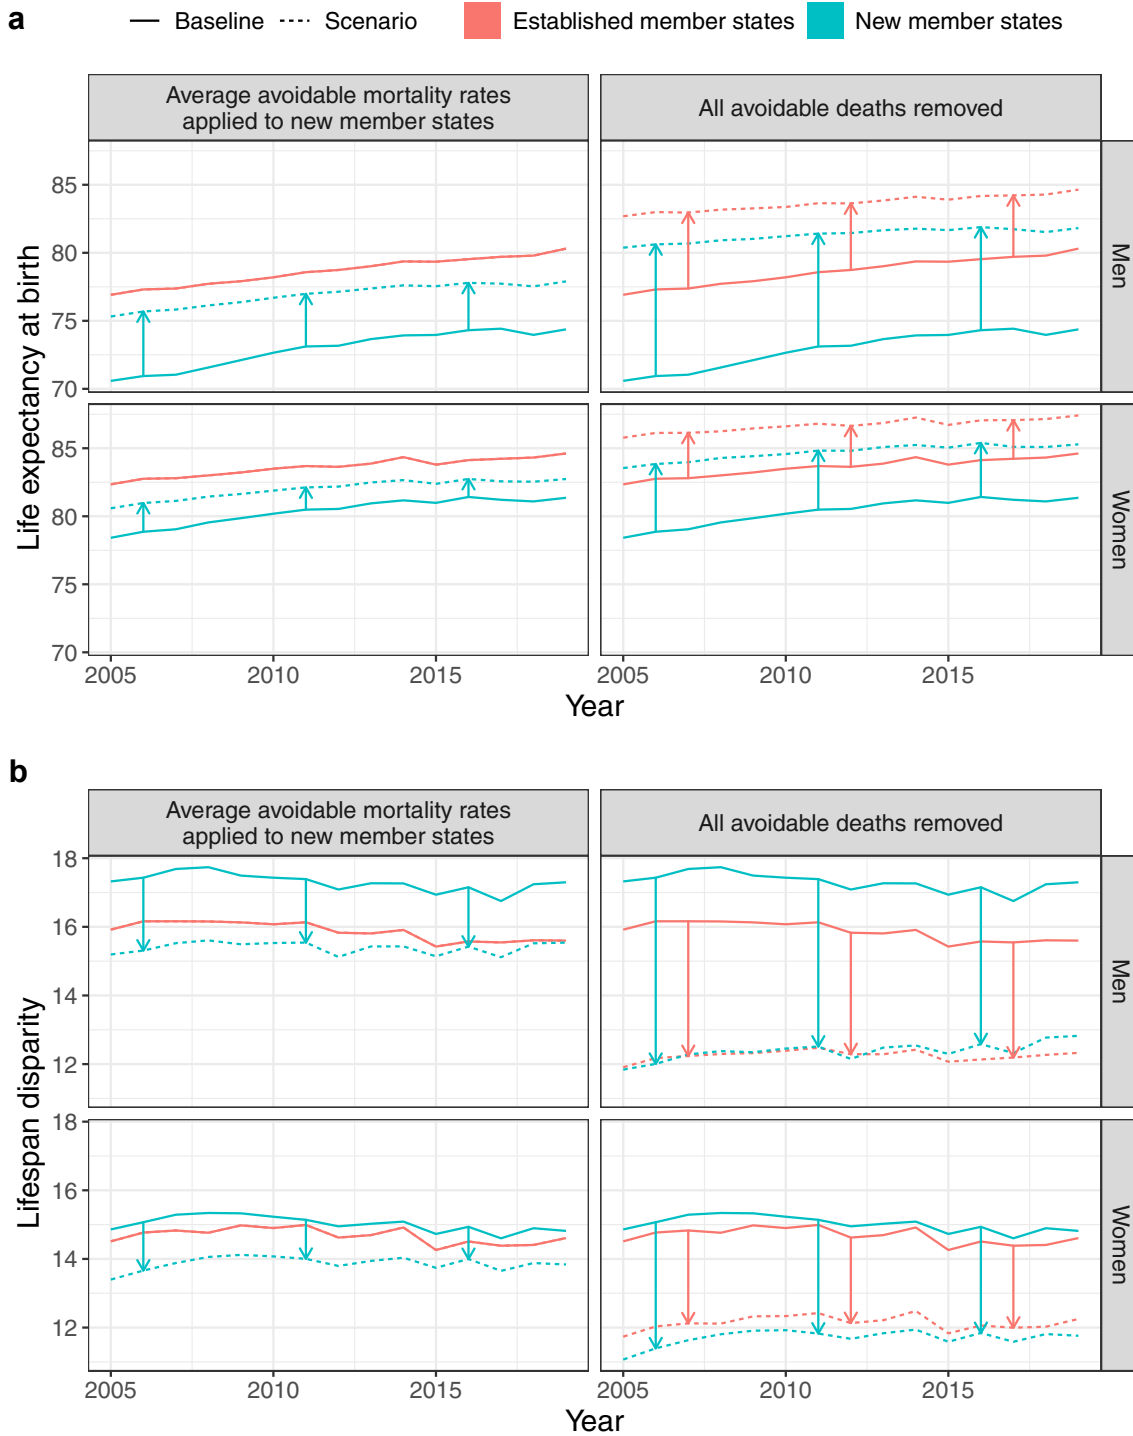 a
Baseline
Scenario
Established member states
New member states
Average avoidable mortality rates
applied to new member states
All avoidable deaths removed
Life expectancy at birth
85
80
75
70
Men
85
80
75
70
Women
2005
2010
2015
2005
2010
2015
Year
b
Average avoidable mortality rates
applied to new member states
All avoidable deaths removed
Lifespan disparity
18
16
14
12
Men
18
16
14
12
Women
2005
2010
2015
2005
2010
2015
Year